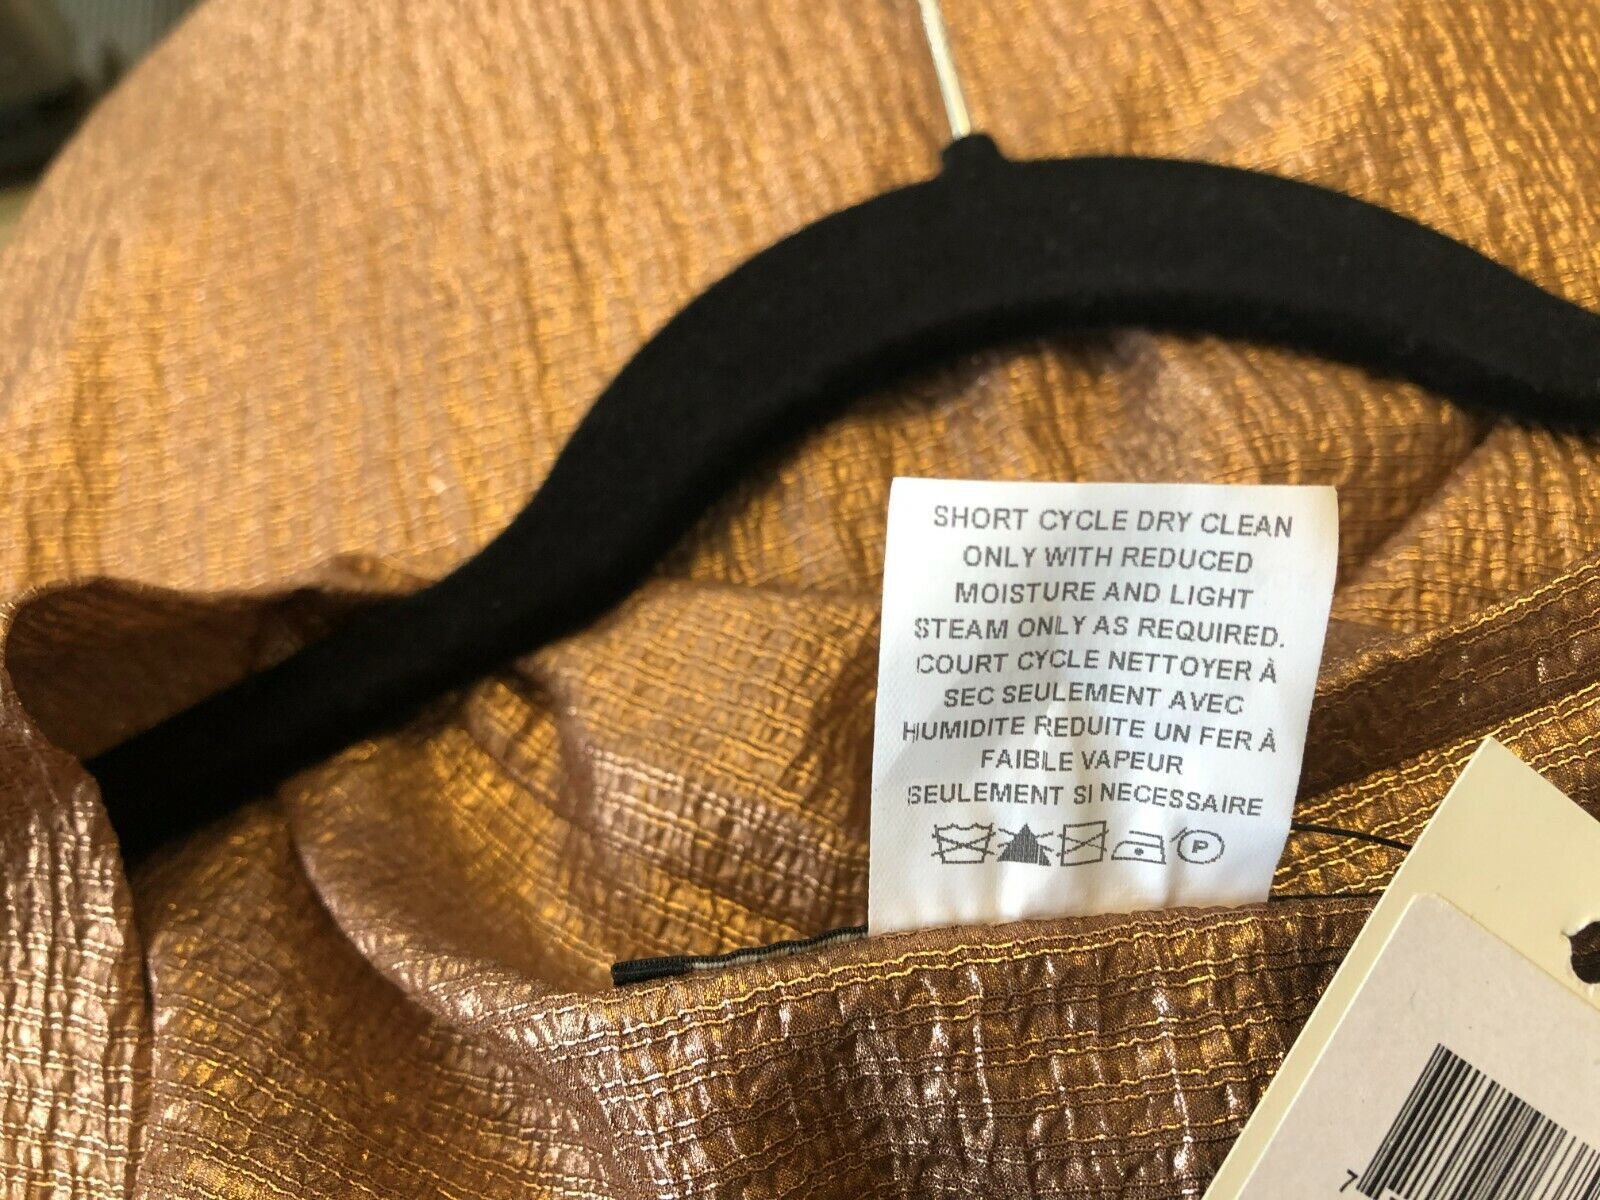 SHORT CYCLE DRY CLEAN
ONLY WITH REDUCED
MOISTURE AND LIGHT
STEAM ONLY AS REQUIRED.
COURT CYCLE NETTOYER À
SEC SEULEMENT AVEC
HUMIDITE REDUITE UN FER À
FAIBLE VAPEUR
SEULEMENT SI NECESSAIRE
P
7